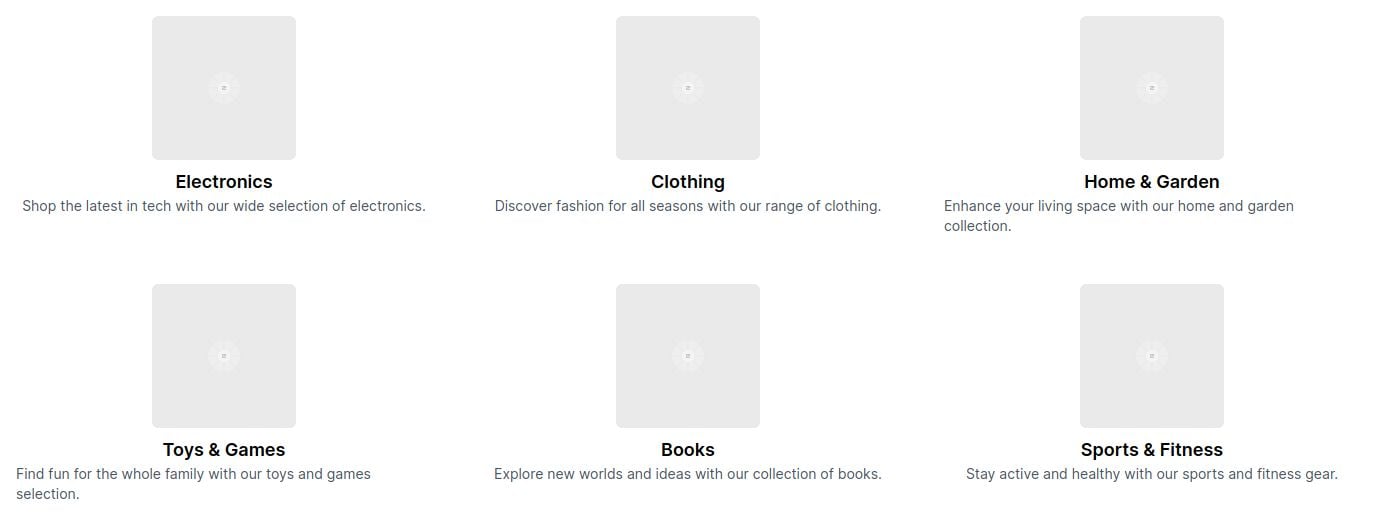 Electronics
Shop the latest in tech with our wide selection of electronics.
Clothing
Discover fashion for all seasons with our range of clothing.
Home & Garden
Enhance your living space with our home and garden
collection.
Toys & Games
Find fun for the whole family with our toys and games
selection.
Books
Explore new worlds and ideas with our collection of books.
Sports & Fitness
Stay active and healthy with our sports and fitness gear.